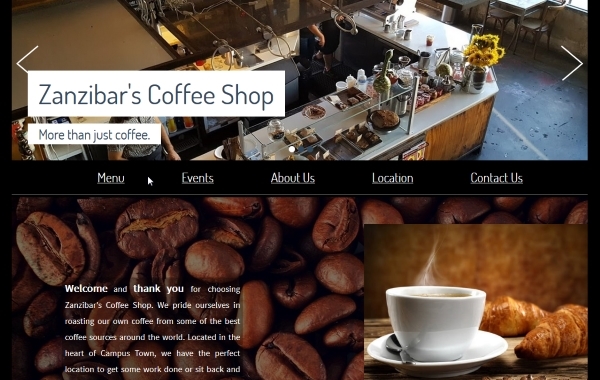 Zanzibar's Coffee Shop
More than just coffee.
Menu Events About Us Location Contact Us
Welcome and thank you for choosing
Zanzibar's Coffee Shop. We pride ourselves in
roasting our own coffee from some of the best
coffee sources around the world. Located in the
heart of Campus Town, we have the perfect
location to get some work done or sit back and